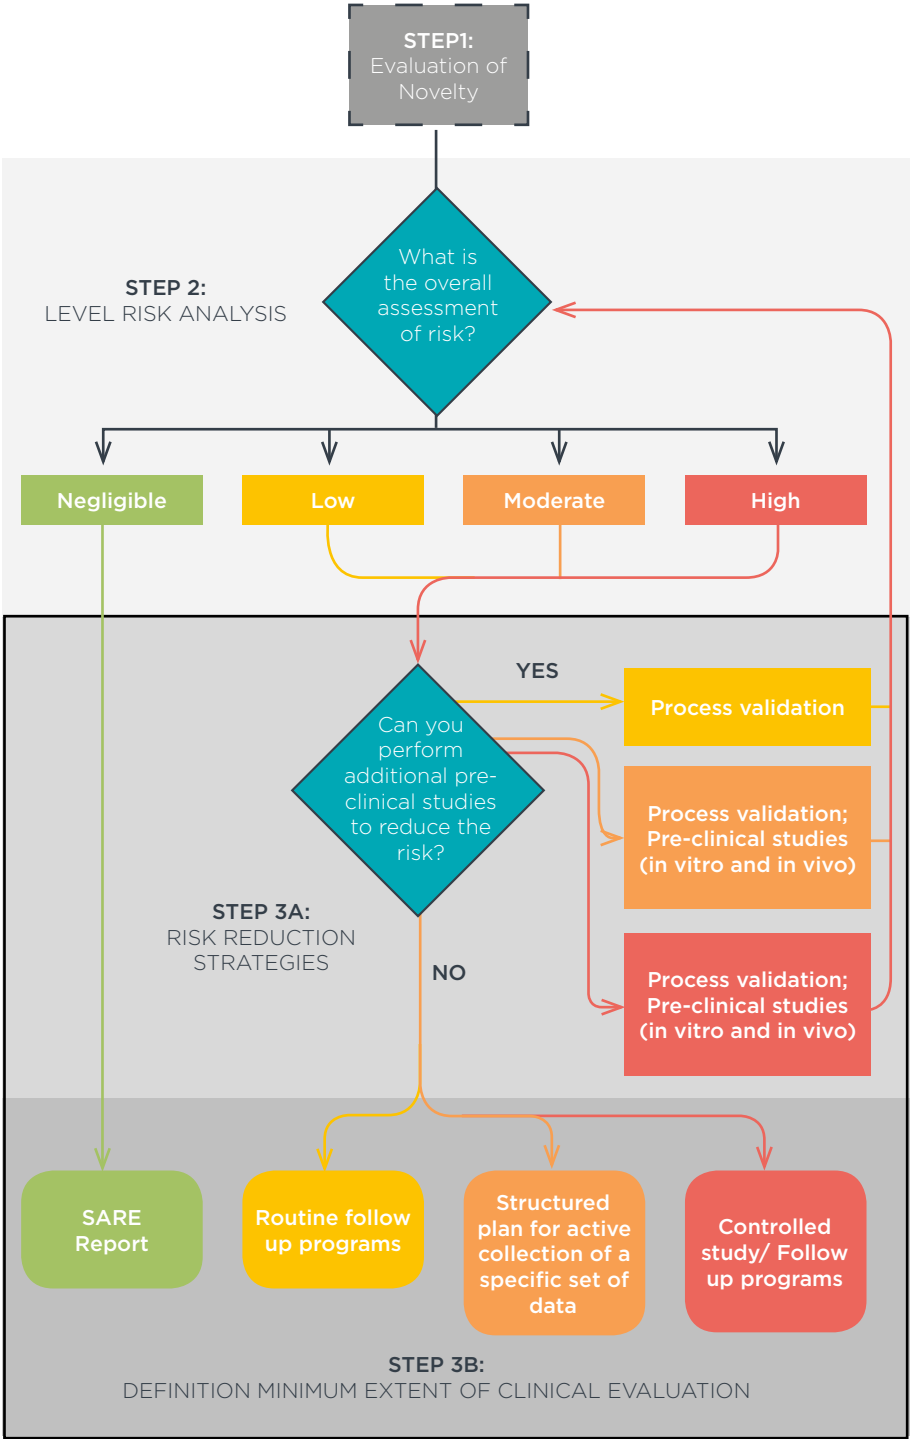 STEP1:
Evaluation of
Novelty
What is
the overall
assessment
of risk?
STEP 2:
LEVEL RISK ANALYSIS
Negligible
Low
Moderate
High
YES
Process validation
Can you
perform
additional pre-
clinical studies
to reduce the
risk?
Process validation;
Pre-clinical studies
(in vitro and in vivo)
STEP 3A:
RISK REDUCTION
STRATEGIES
NO
Process validation;
Pre-clinical studies
(in vitro and in vivo)
SARE
Report
Routine follow
up programs
Structured
plan for active
collection of a
specific set of
data
Controlled
study/ Follow
up programs
STEP 3B:
DEFINITION MINIMUM EXTENT OF CLINICAL EVALUATION